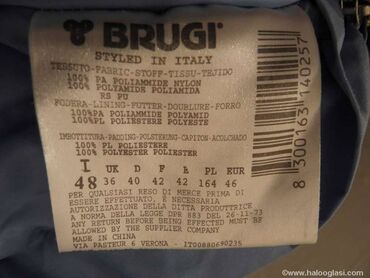 BRUGI
STYLED IN ITALY
TESSUTO-FABRIC-STOFF-TISSU-TEJIDO
100% PA POLIAMMIDE NYLON
100% POLYAMIDE POLIAMIDA
RS PU
FODERA-LINING-FUTTER-DOUBLURE-FORRO
100%PA POLIAMMIDE POLYAMID
100%PL POLIESTERE POLYESTER
IMBOTTITURA-PADDING-POLSTERUNG-CAPITON-ACOLCHADO
100% PL POLIESTERE
100% POLYESTER POLIESTER
I UK D F Ł
48 36 40 42 42 164 46
PER QUALSIASI RESO DI MERCE PRIMA DI
ESSERE EFFETTUATO, È NECESSARIA
AUTORIZZAZIONE DELLA DITTA PRODUTTRICE
A NORMA DELLA LEGGE DPR 883 DEL 26-11-73
ANY RETURN BEFORE BEING EFFECTED MUST BE
ALLOWED BY THE SUPPLIER COMPANY
MADE IN CHINA
VIA PASTEUR 6 VERONA - IT00880690235
8 300163 140257
www.halooglasi.com